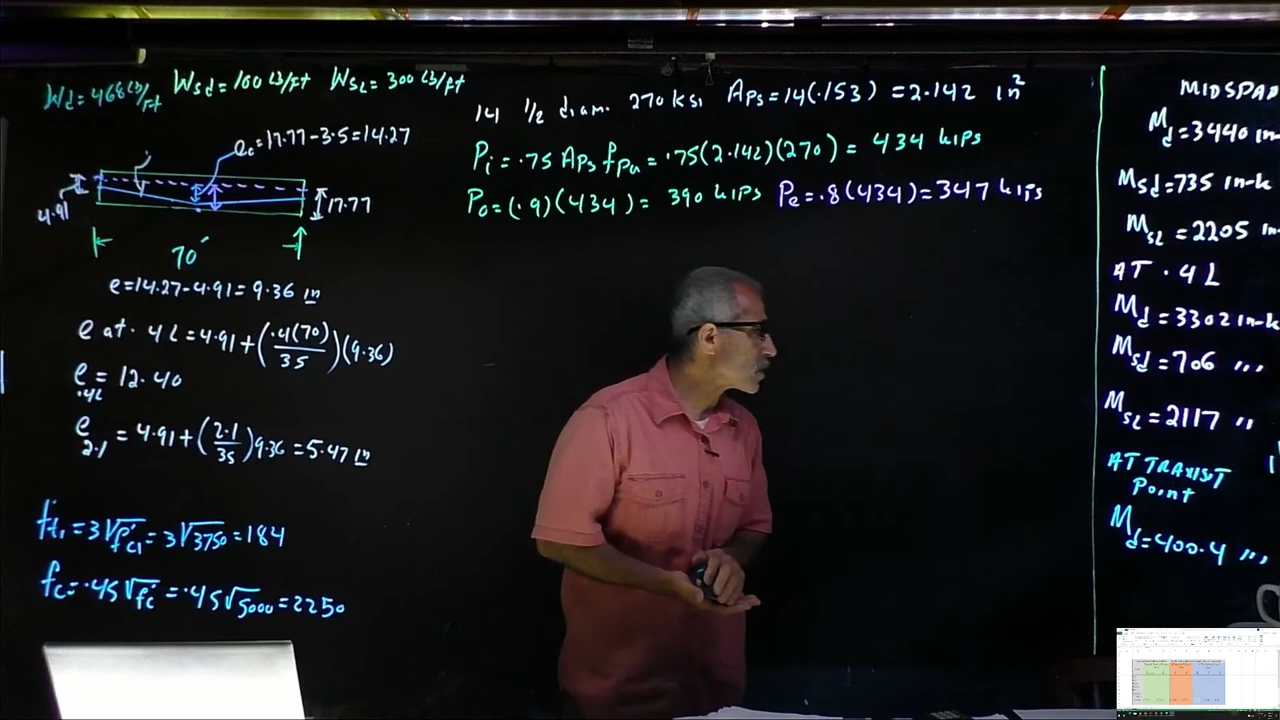 Wd=468 LB/FT Wsd=100 LB/FT WSL=300 LB/FT
ec=17.77-3.5=14.27
4.91
17.77
70'
e=14.27-4.91=9.36 in
e at .4L=4.91+(.4(70)/35)(9.36)
e.4L=12.40
e2.1=4.91+(2.1/35)9.36=5.47 in
fti=3√f'ci=3√3750=184
fc=.45√f'c=.45√5000=2250
14 1/2 diam. 270 ksi Aps=14(.153)=2.142 in²
Pi=.75 Aps fpu=.75(2.142)(270)=434 kips
Po=(.9)(434)=390 kips Pe=.8(434)=347 kips
MIDSPA
Md=3440 in-
Msd=735 in-k
MSL=2205 in-
AT .4L
Md=3302 in-k
Msd=706 ,,,
MSL=2117 ,,
AT TRANSIST
Point
Md=400.4 ,,,